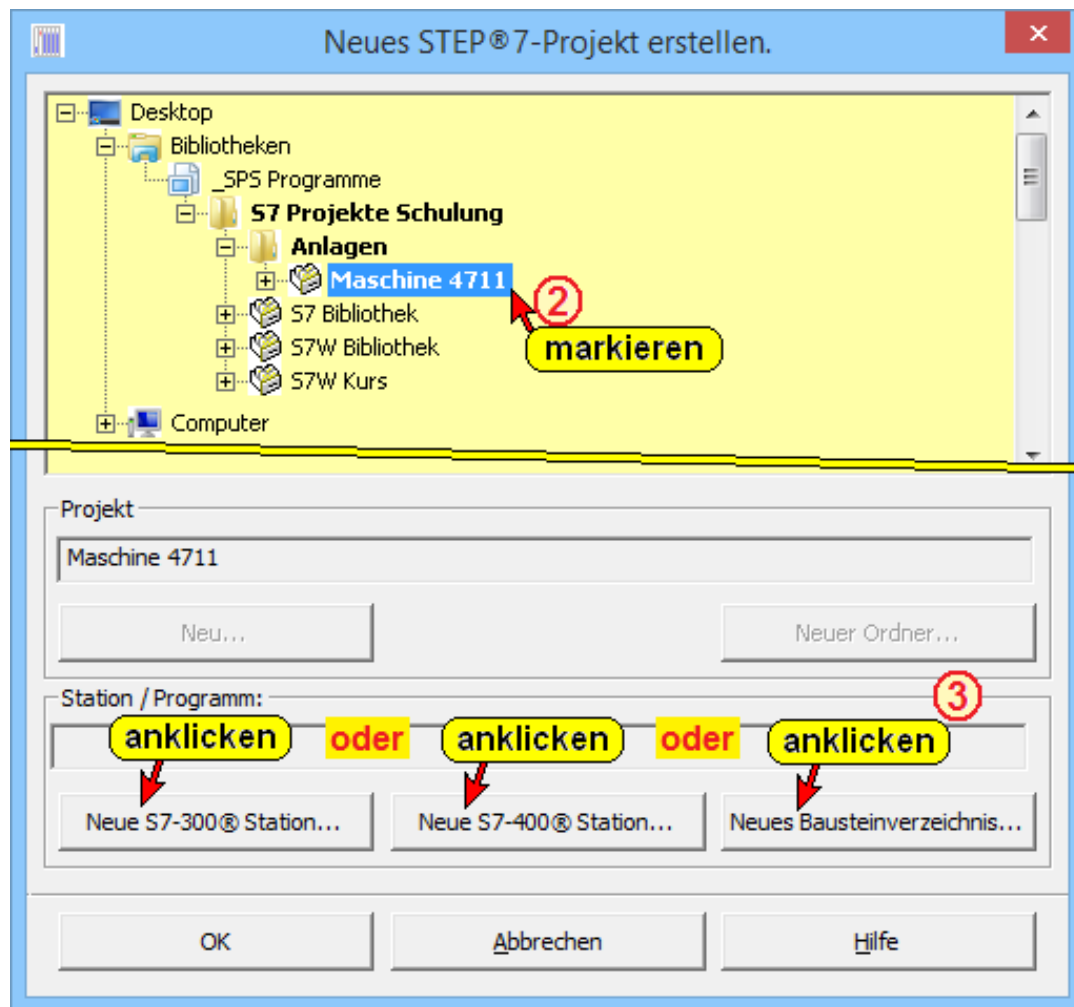 Neues STEP®7-Projekt erstellen.
Desktop
Bibliotheken
_SPS Programme
S7 Projekte Schulung
Anlagen
Maschine 4711
2
S7 Bibliothek
markieren
S7W Bibliothek
S7W Kurs
Computer
Projekt
Maschine 4711
Neu...
Neuer Ordner...
Station / Programm:
3
anklicken oder anklicken oder anklicken
Neue S7-300® Station...
Neue S7-400® Station...
Neues Bausteinverzeichnis...
OK
Abbrechen
Hilfe